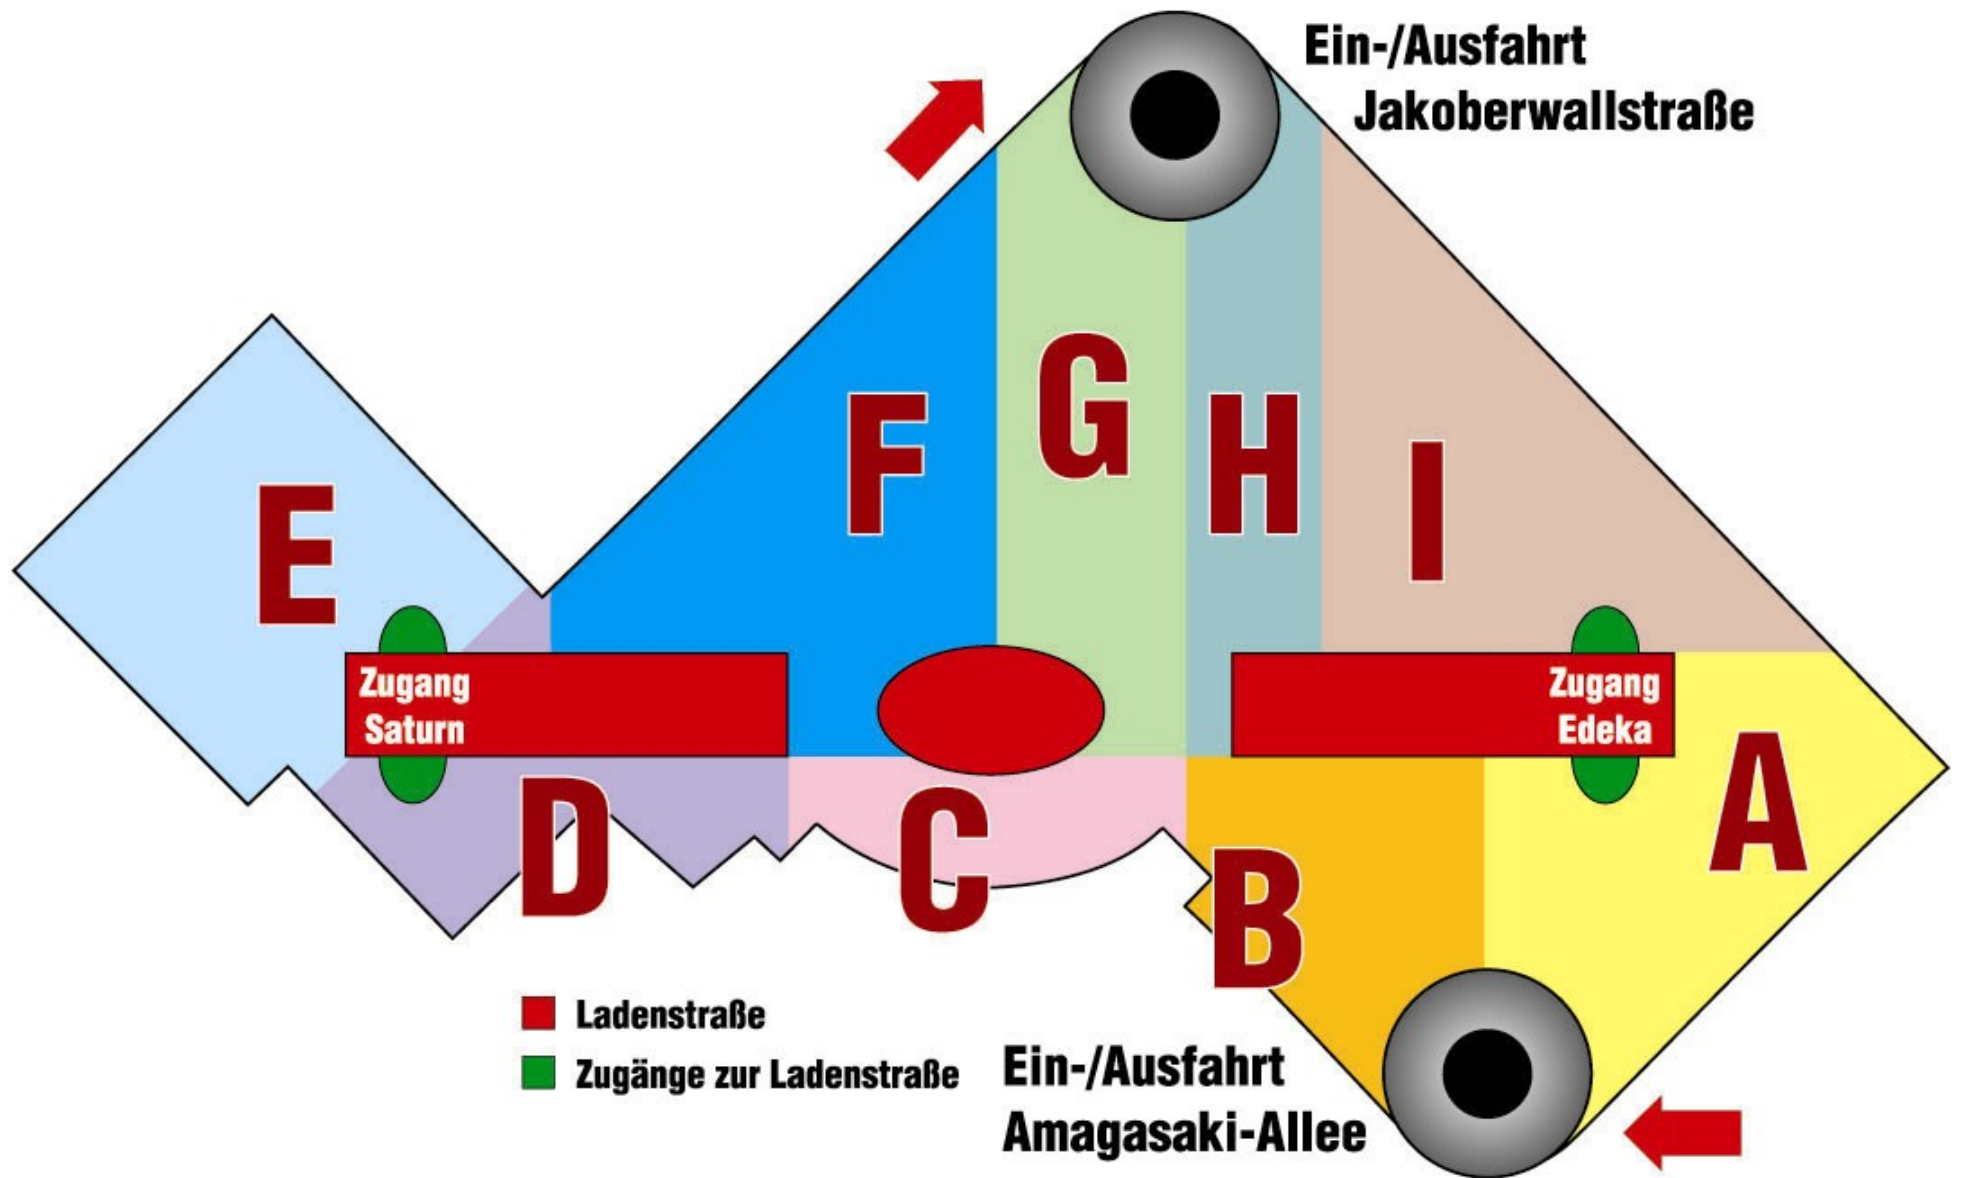 Ein-/Ausfahrt
Jakoberwallstraße
F
G
H
I
E
Zugang
Saturn
Zugang
Edeka
D
C
B
A
Ladenstraße
Zugänge zur Ladenstraße
Ein-/Ausfahrt
Amagasaki-Allee